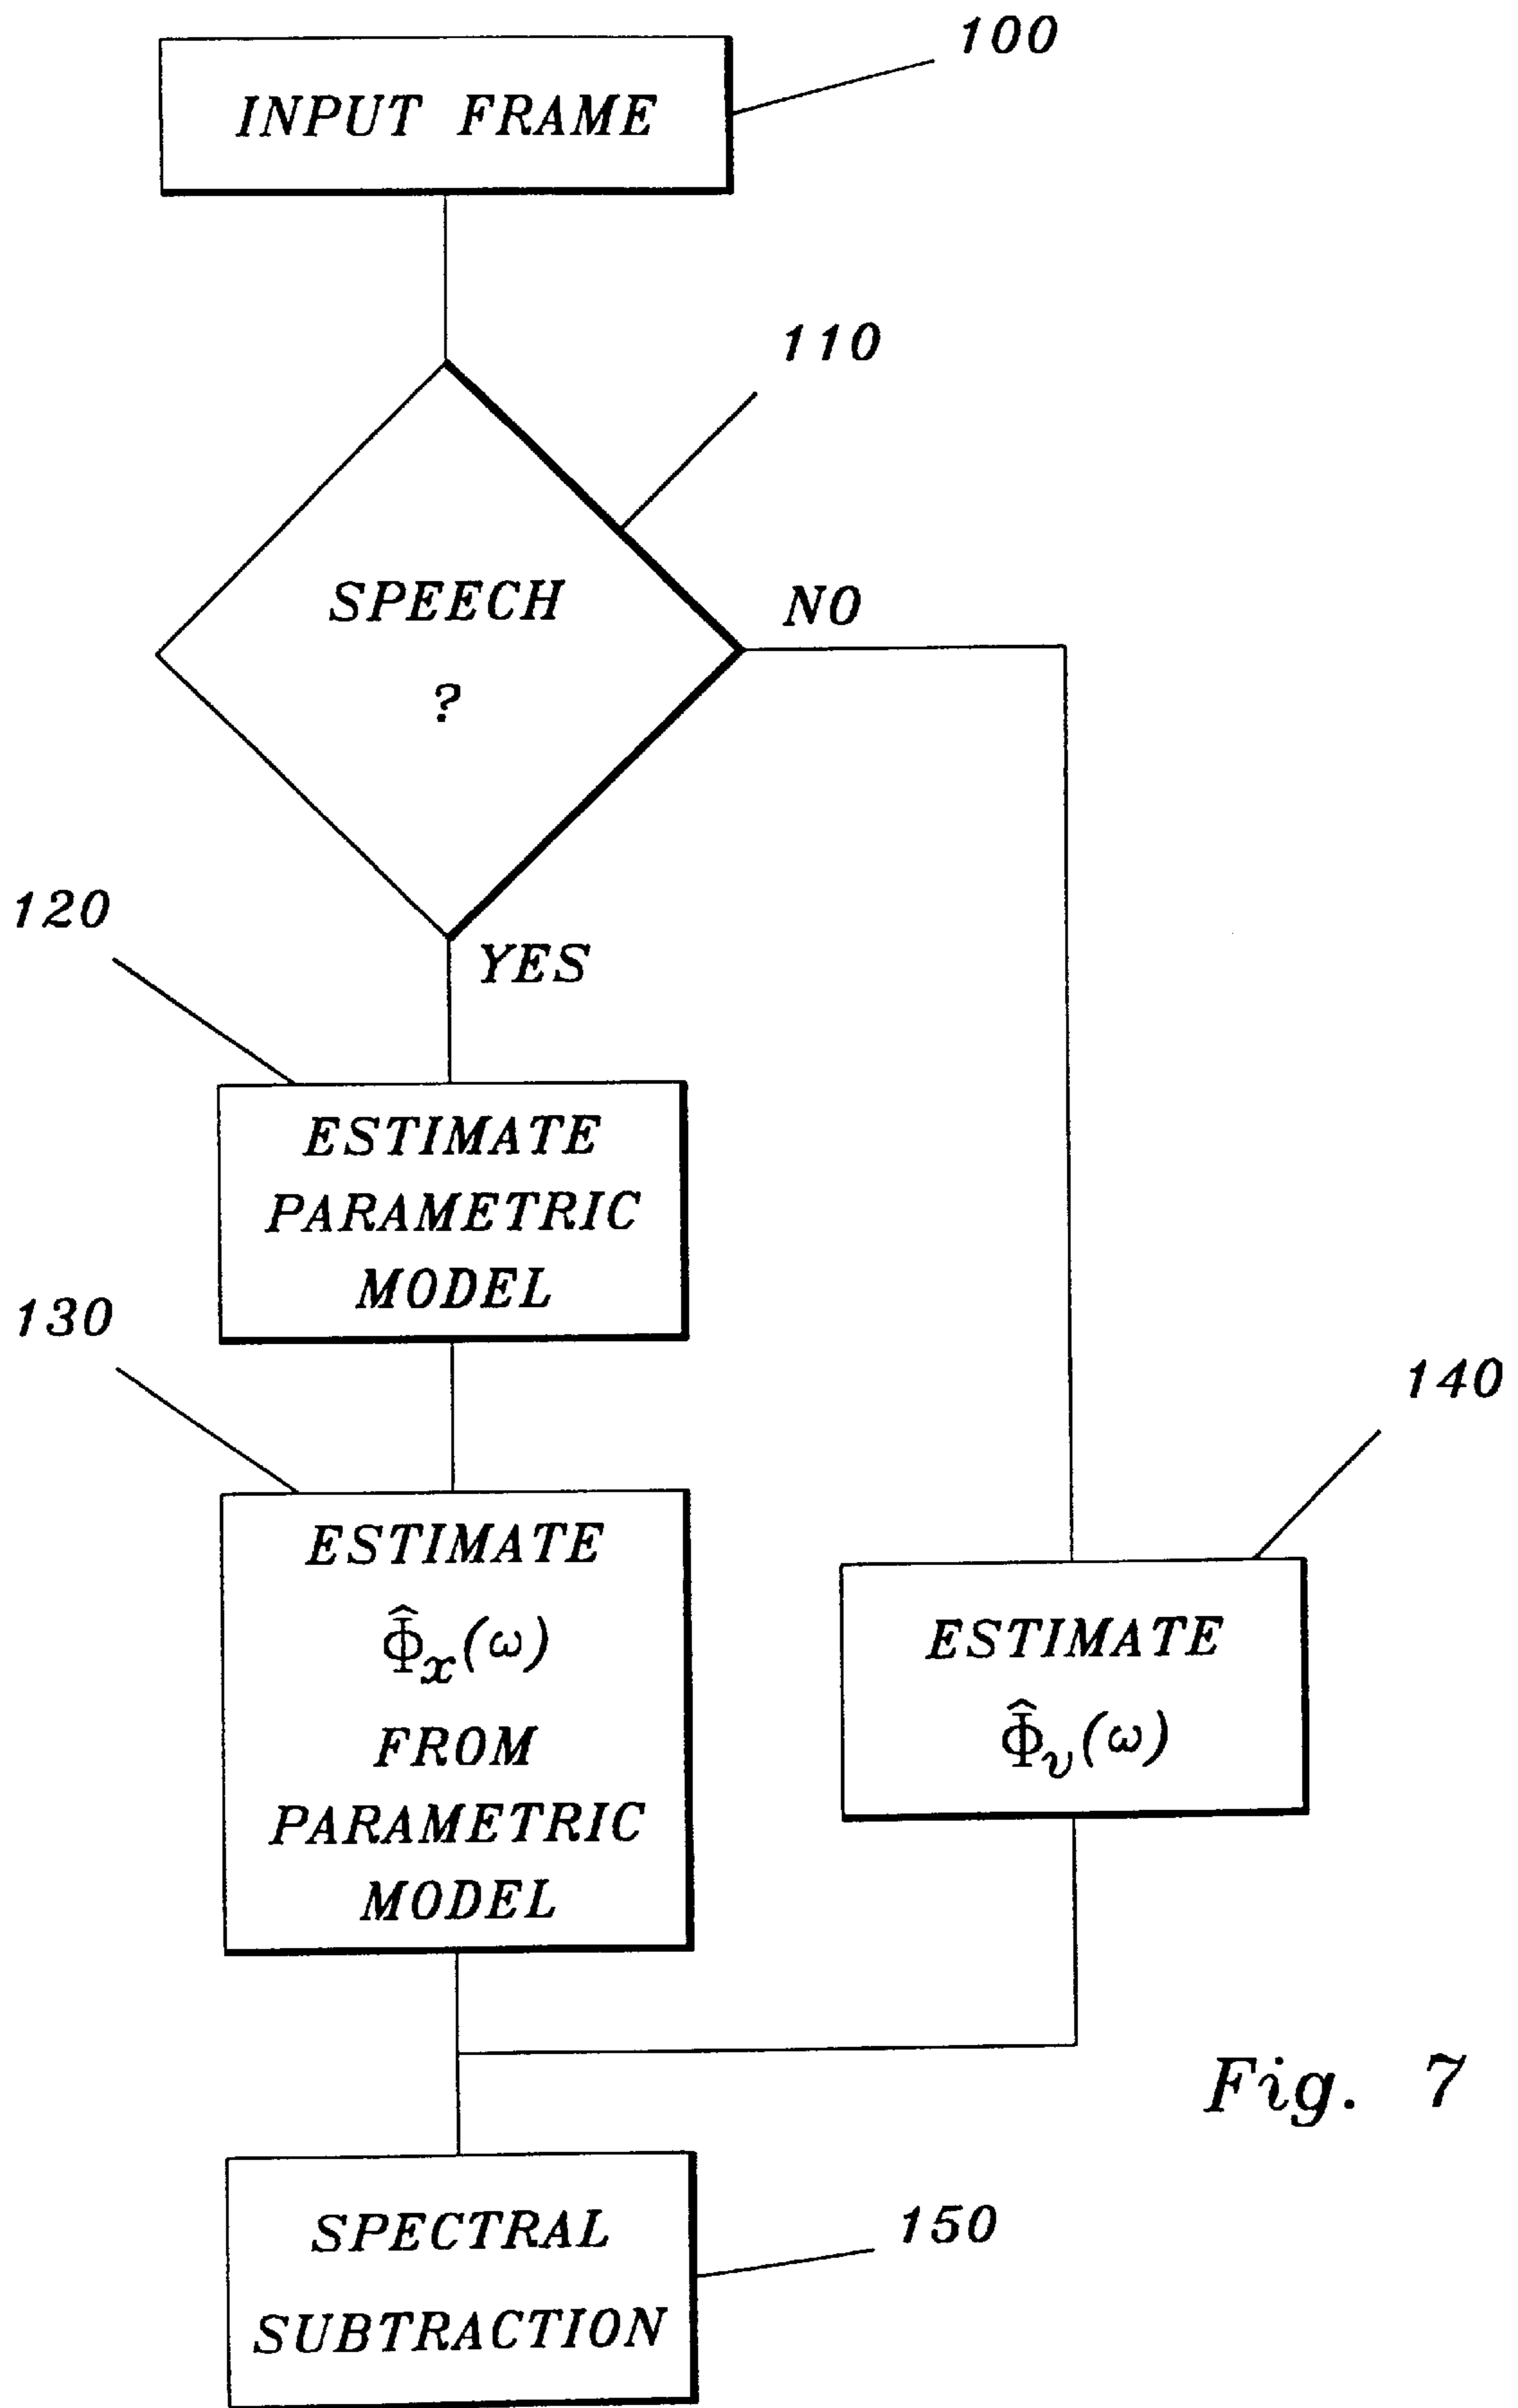 100
INPUT FRAME
110
SPEECH
?
NO
YES
120
ESTIMATE
PARAMETRIC
MODEL
130
ESTIMATE
Φ̂x(ω)
FROM
PARAMETRIC
MODEL
140
ESTIMATE
Φ̂v(ω)
Fig. 7
SPECTRAL
SUBTRACTION
150